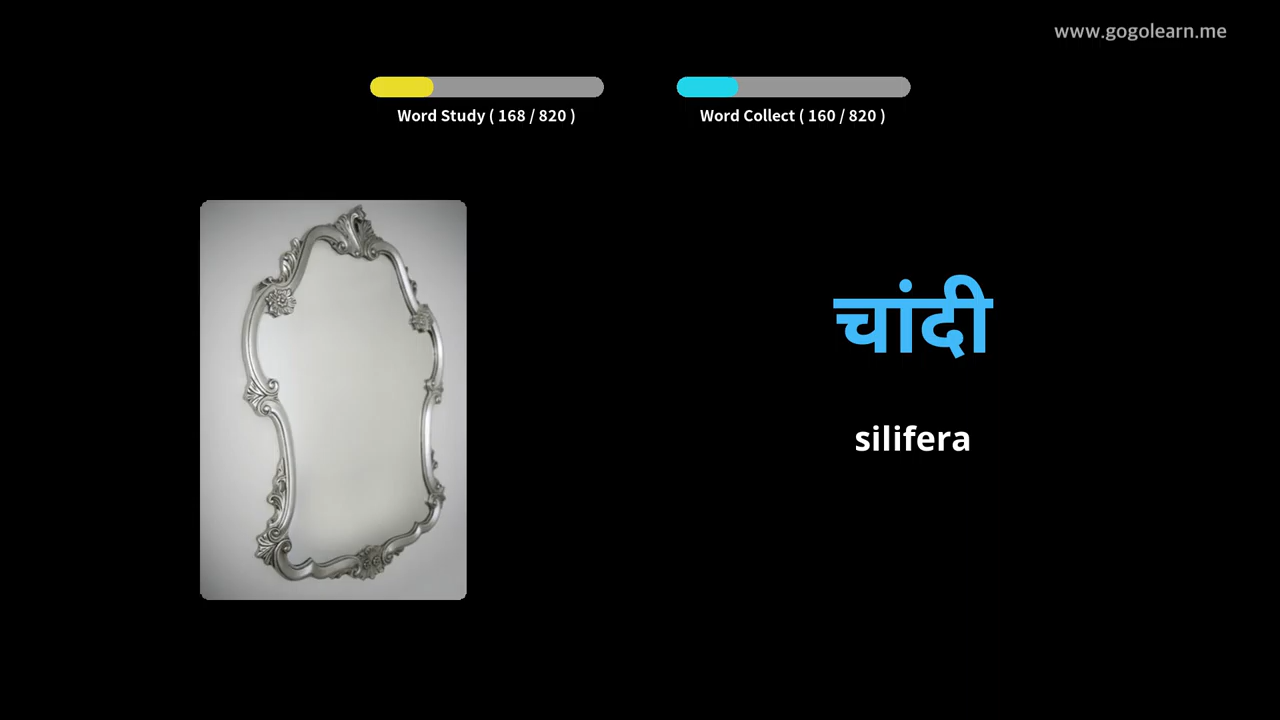 www.gogolearn.me
Word Study ( 168 / 820 )
Word Collect ( 160 / 820 )
चांदी
silifera